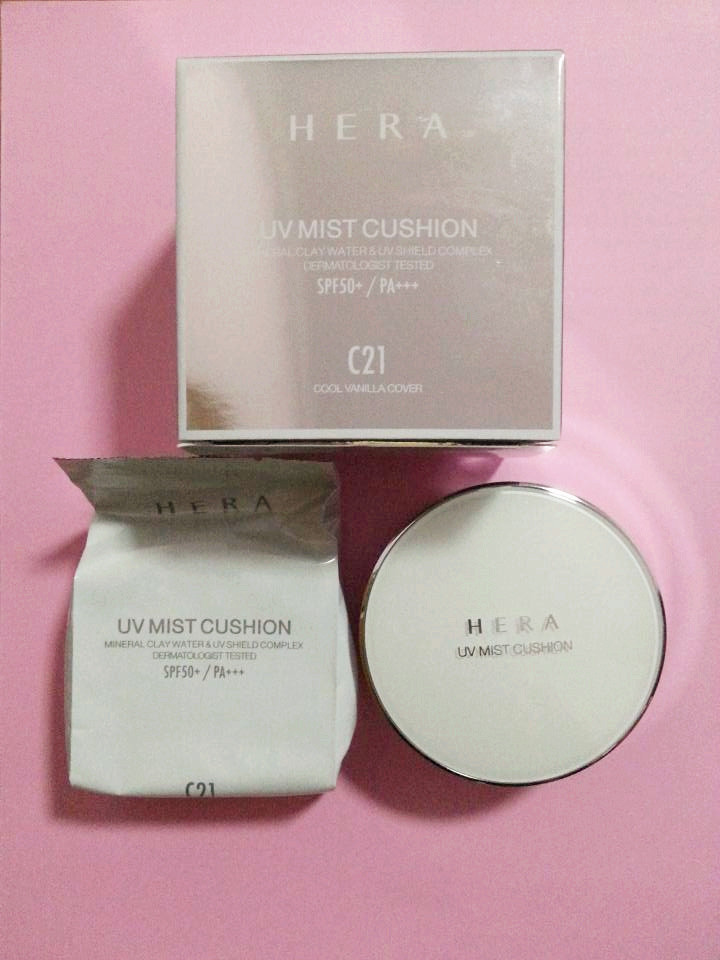 HERA
UV MIST CUSHION
MINERAL CLAY WATER & UV SHIELD COMPLEX
DERMATOLOGIST TESTED
SPF50+ / PA+++
C21
COOL VANILLA COVER
HERA
UV MIST CUSHION
MINERAL CLAY WATER & UV SHIELD COMPLEX
DERMATOLOGIST TESTED
SPF50+ / PA+++
C21
HERA
UV MIST CUSHION